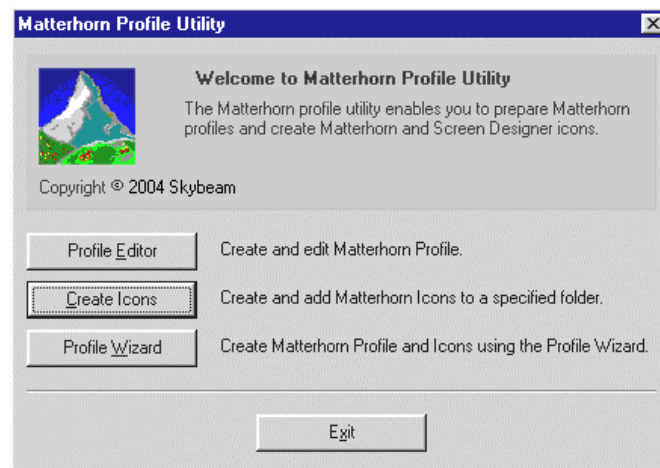 Matterhorn Profile Utility
Welcome to Matterhorn Profile Utility
The Matterhorn profile utility enables you to prepare Matterhorn
profiles and create Matterhorn and Screen Designer icons.
Copyright © 2004 Skybeam
Profile Editor Create and edit Matterhorn Profile.
Create Icons Create and add Matterhorn Icons to a specified folder.
Profile Wizard Create Matterhorn Profile and Icons using the Profile Wizard.
Exit